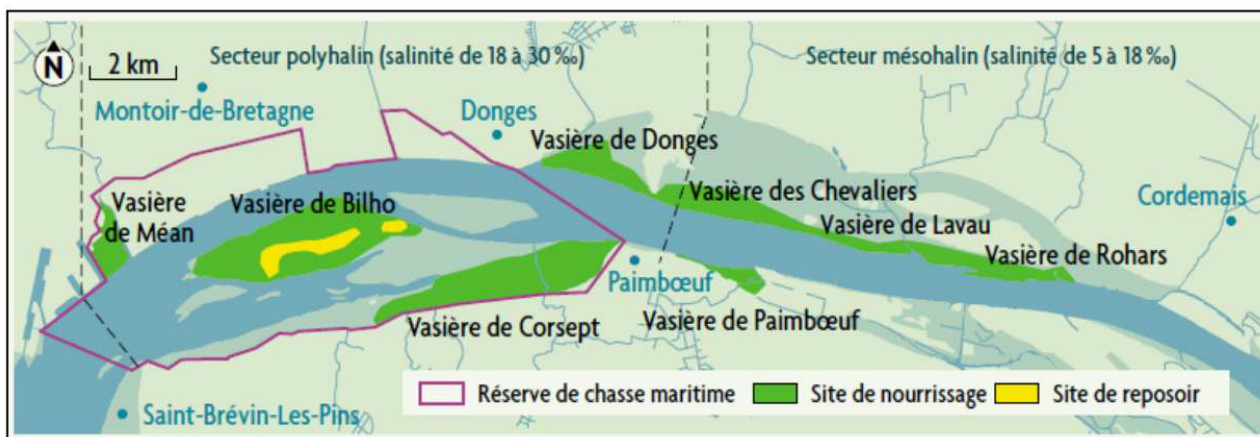 N
2 km
Secteur polyhalin (salinité de 18 à 30 ‰)
Secteur mésohalin (salinité de 5 à 18 ‰)
Montoir-de-Bretagne
Donges
Vasière de Donges
Vasière
de Méan
Vasière de Bilho
Vasière des Chevaliers
Vasière de Lavau
Cordemais
Vasière de Rohars
Paimbœuf
Vasière de Corsept
Vasière de Paimbœuf
Réserve de chasse maritime
Site de nourrissage
Site de reposoir
Saint-Brévin-Les-Pins